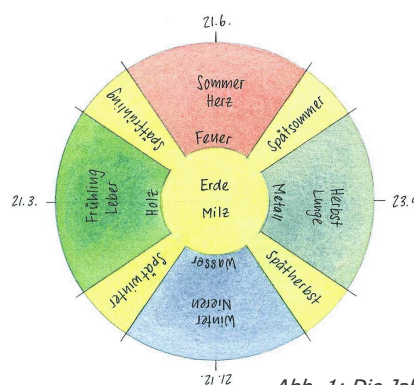 21.6.
Sommer
Herz
Feuer
Spätfrühling
Spätsommer
21.3.
Frühling
Leber
Holz
Erde
Milz
Metall
Lunge
Herbst
Spätwinter
Wasser
Nieren
Winter
Spätherbst
21.12.
Abb. 1: Die